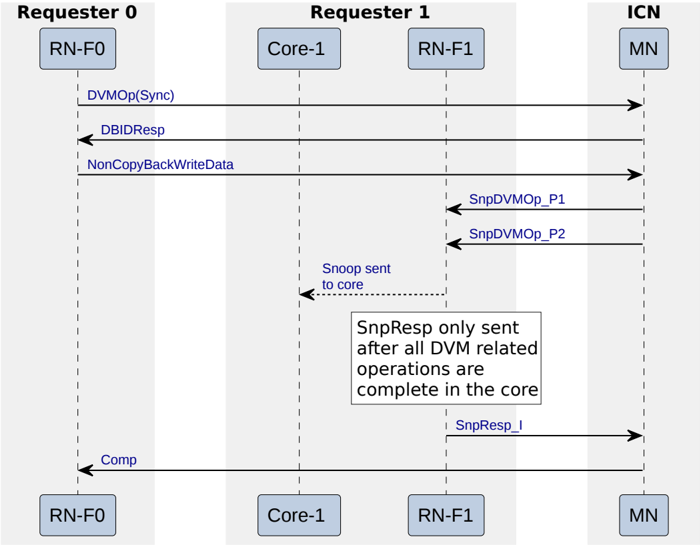 Requester 0
Requester 1
ICN
RN-F0
Core-1
RN-F1
MN
DVMOp(Sync)
DBIDResp
NonCopyBackWriteData
SnpDVMOp_P1
SnpDVMOp_P2
Snoop sent
to core
SnpResp only sent
after all DVM related
operations are
complete in the core
SnpResp_I
Comp
RN-F0
Core-1
RN-F1
MN